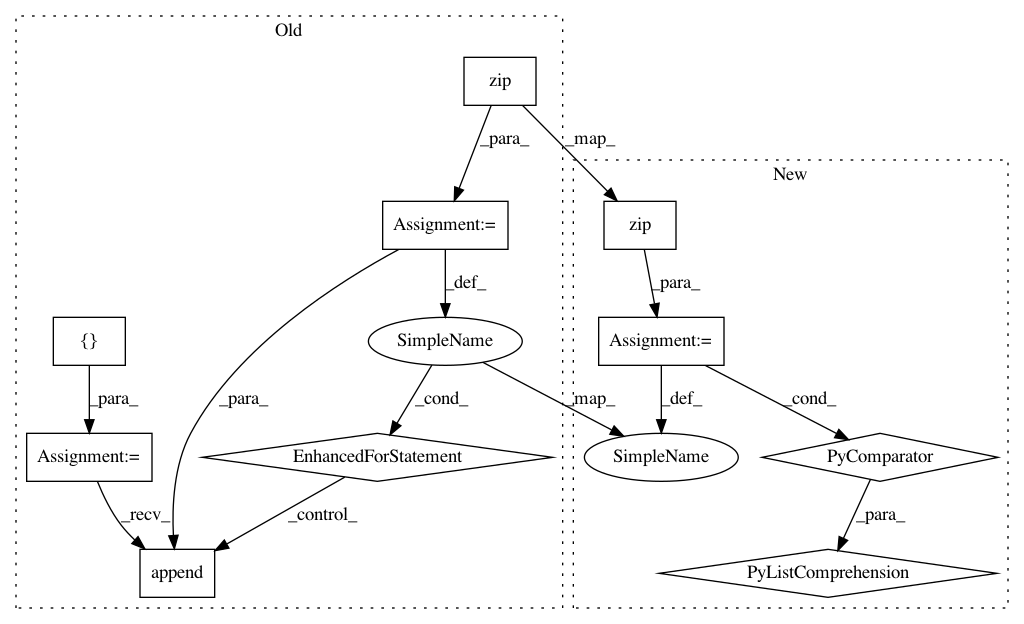 Old
zip
_para_
_map_
New
Assignment:=
zip
_def_
_para_
{}
SimpleName
Assignment:=
_para_
_para_
_cond_
_map_
_def_
_cond_
Assignment:=
EnhancedForStatement
SimpleName
PyComparator
_recv_
_control_
_para_
append
PyListComprehension